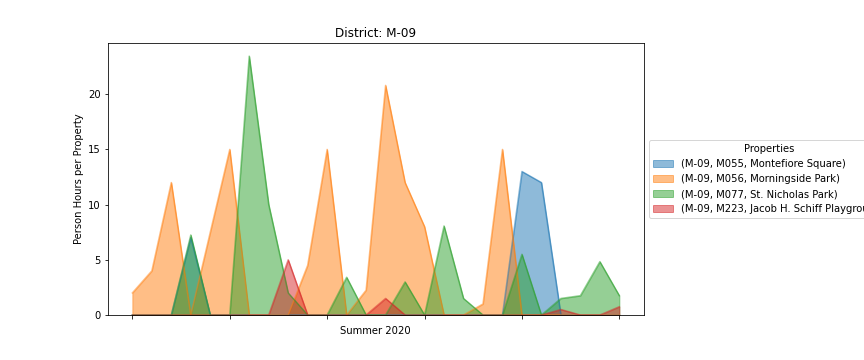 District: M-09
Person Hours per Property
20
15
10
5
0
Summer 2020
Properties
(M-09, M055, Montefiore Square)
(M-09, M056, Morningside Park)
(M-09, M077, St. Nicholas Park)
(M-09, M223, Jacob H. Schiff Playgrou